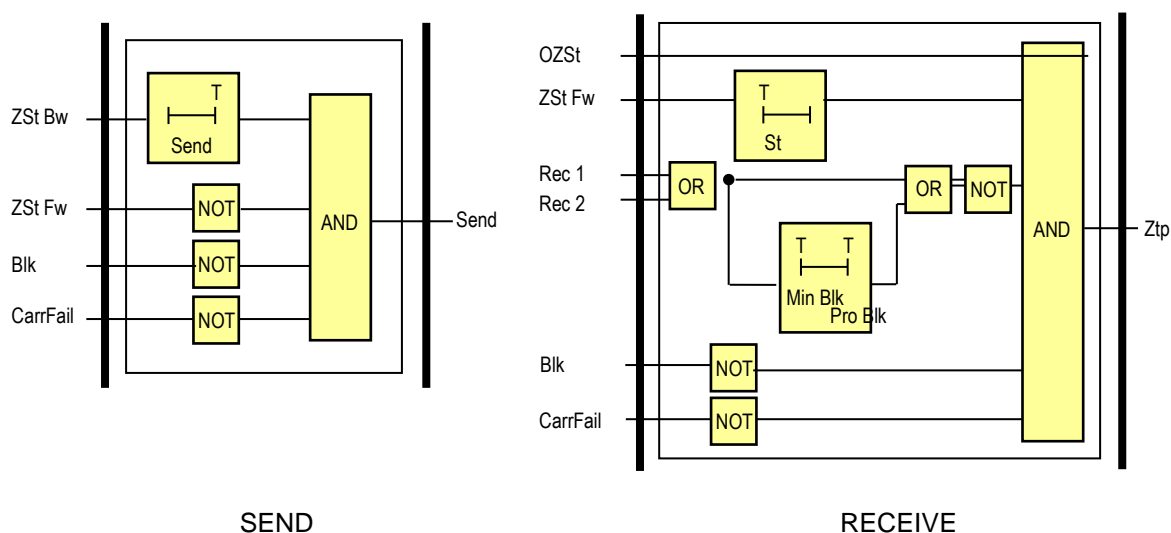 T
Send
ZSt Bw
ZSt Fw
NOT
Blk
NOT
CarrFail
NOT
AND
Send
SEND
OZSt
ZSt Fw
T
St
Rec 1
Rec 2
OR
OR
NOT
T T
Min Blk
Pro Blk
Blk
NOT
CarrFail
NOT
AND
Ztp
RECEIVE